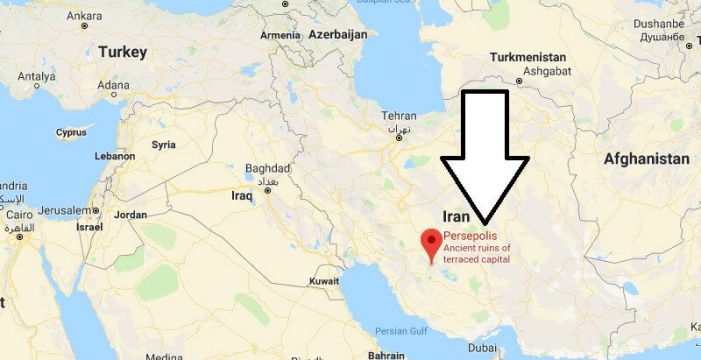 Caspian Sea
Dushanbe
Душанбе
Ankara
Turkey
Armenia
Azerbaijan
Turkmenistan
Ashgabat
Antalya
Adana
Tehran
تهران
Cyprus
Syria
Lebanon
Afghanistan
Baghdad
بغداد
Iraq
Jerusalem
Cairo
القاهرة
Israel
Jordan
Iran
Persepolis
Ancient ruins of
terraced capital
Kuwait
Persian Gulf
Medina
Bahrain
Dubai